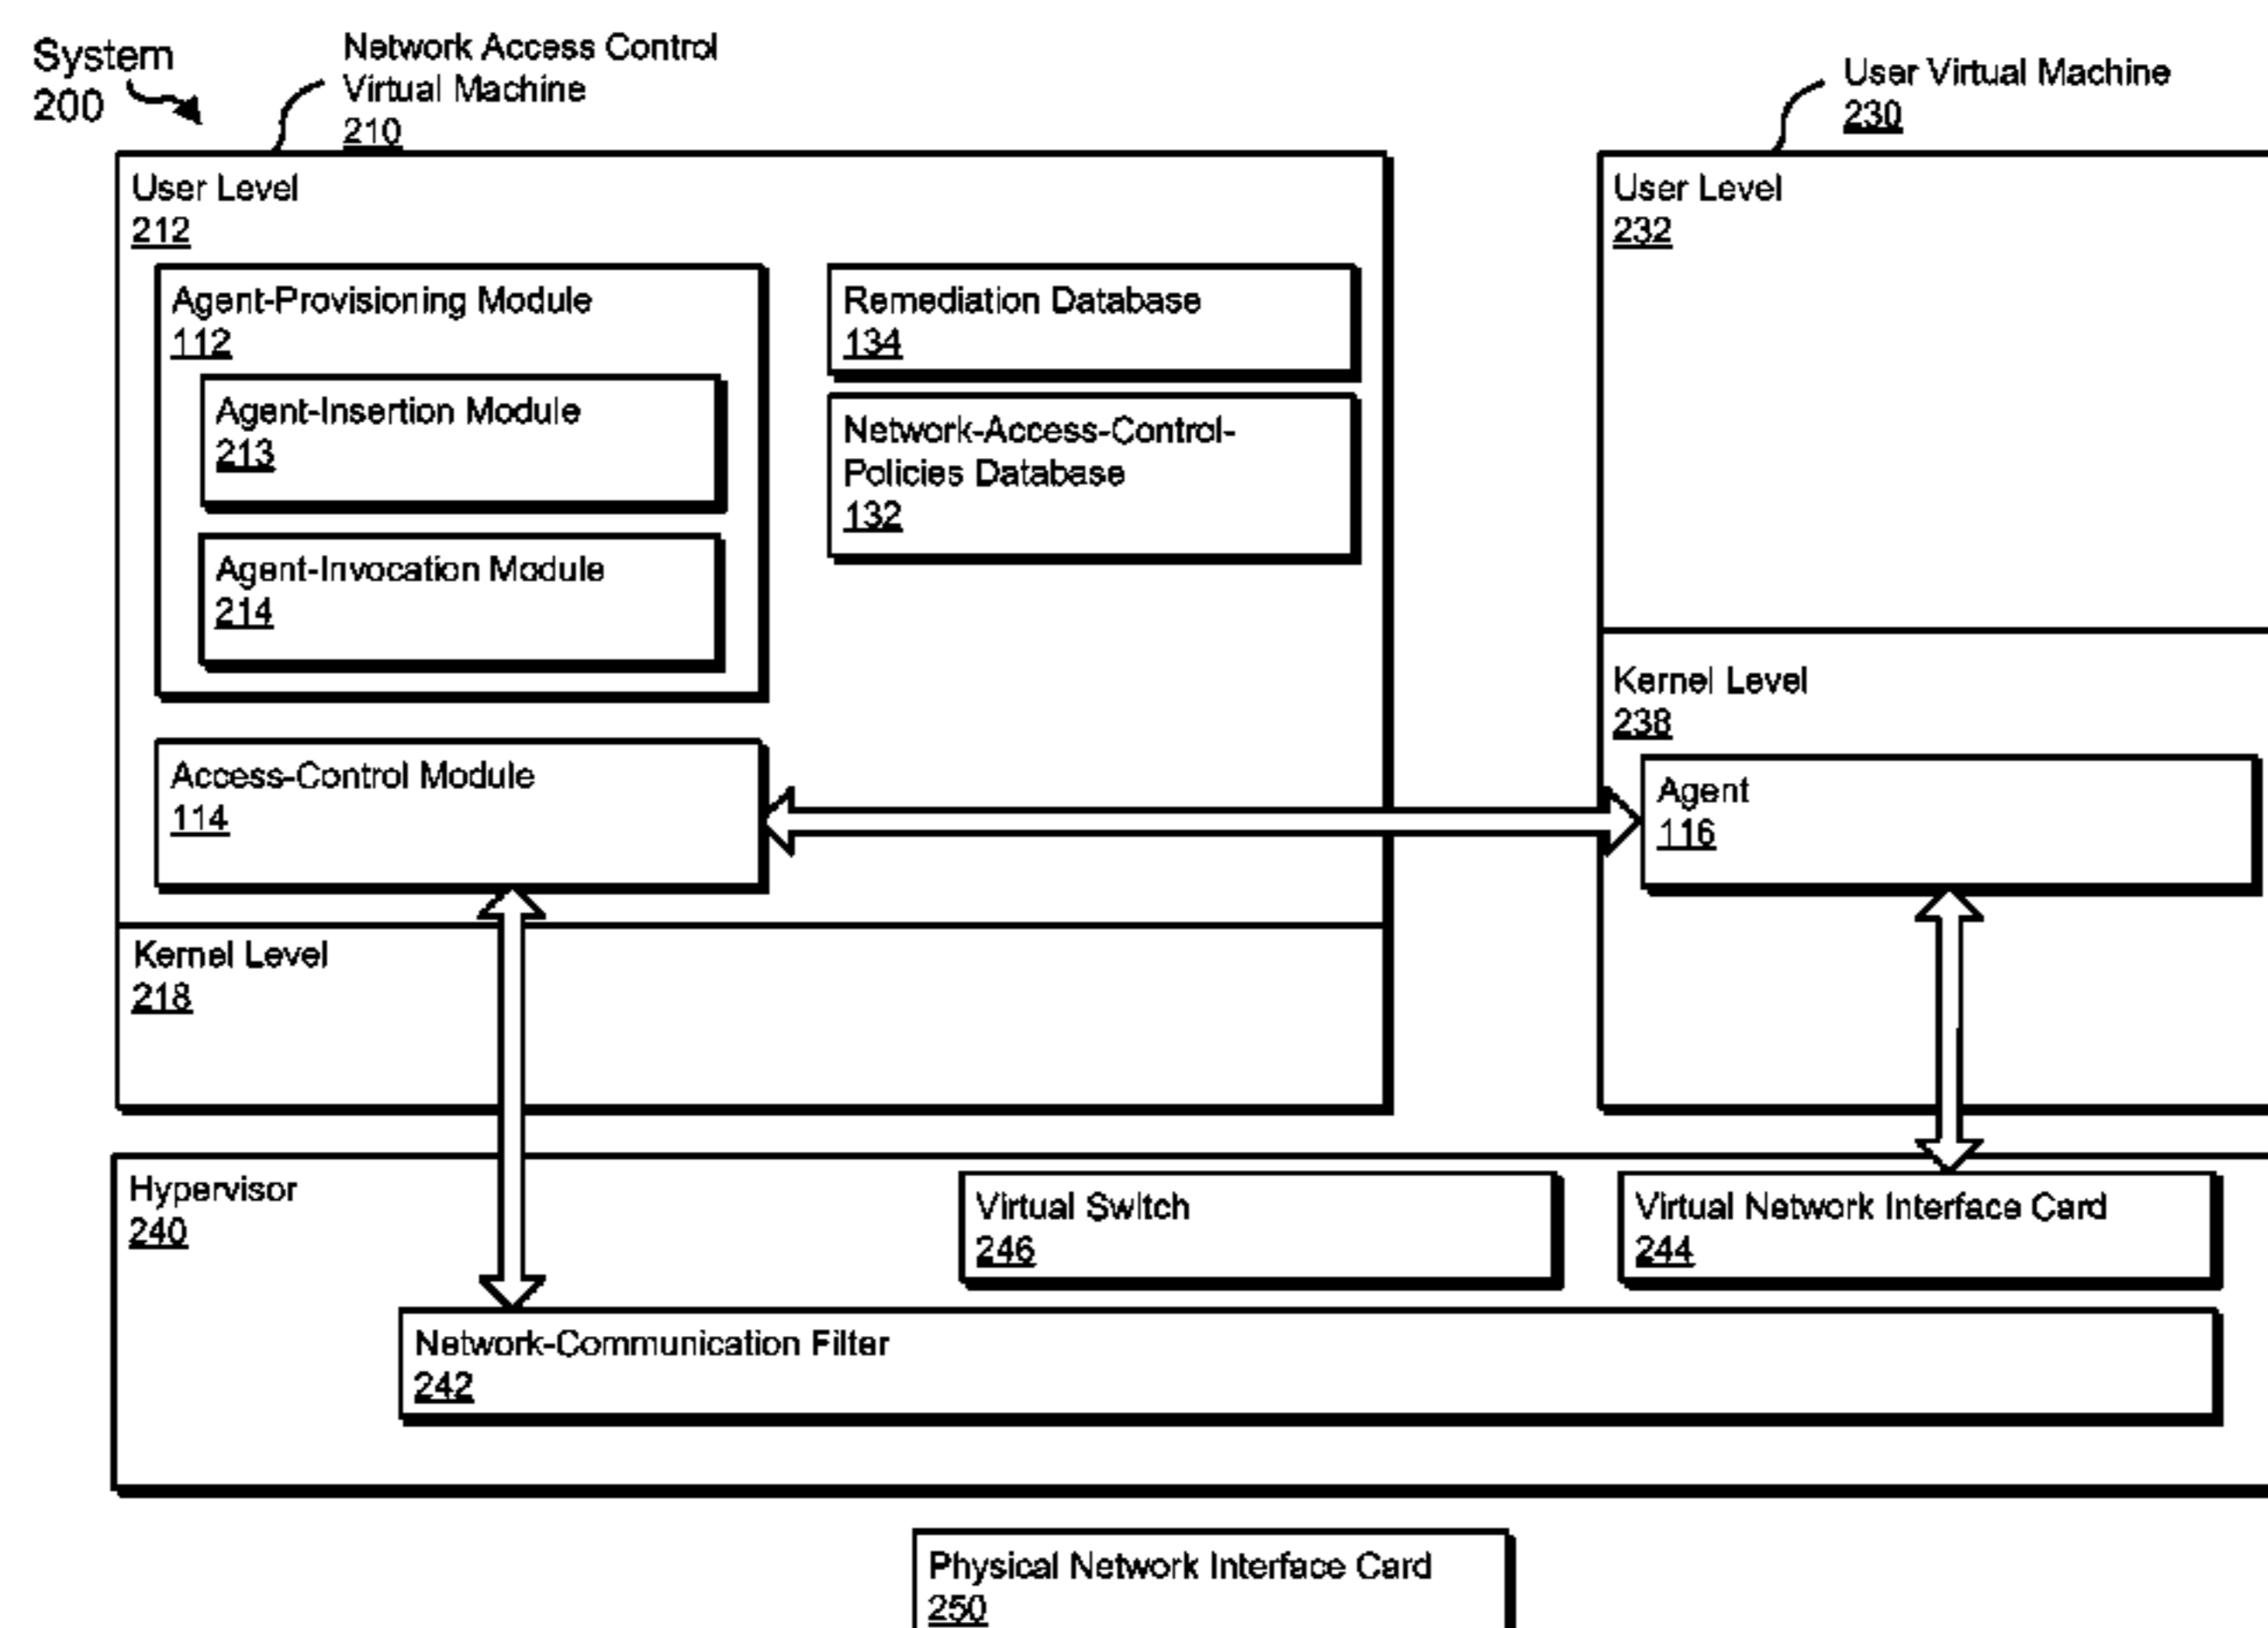 System
200
Network Access Control
Virtual Machine
210
User Virtual Machine
230
User Level
212
Agent-Provisioning Module
112
Agent-Insertion Module
213
Agent-Invocation Module
214
Remediation Database
134
Network-Access-Control-
Policies Database
132
Access-Control Module
114
Kernel Level
218
User Level
232
Kernel Level
238
Agent
116
Hypervisor
240
Virtual Switch
246
Virtual Network Interface Card
244
Network-Communication Filter
242
Physical Network Interface Card
250